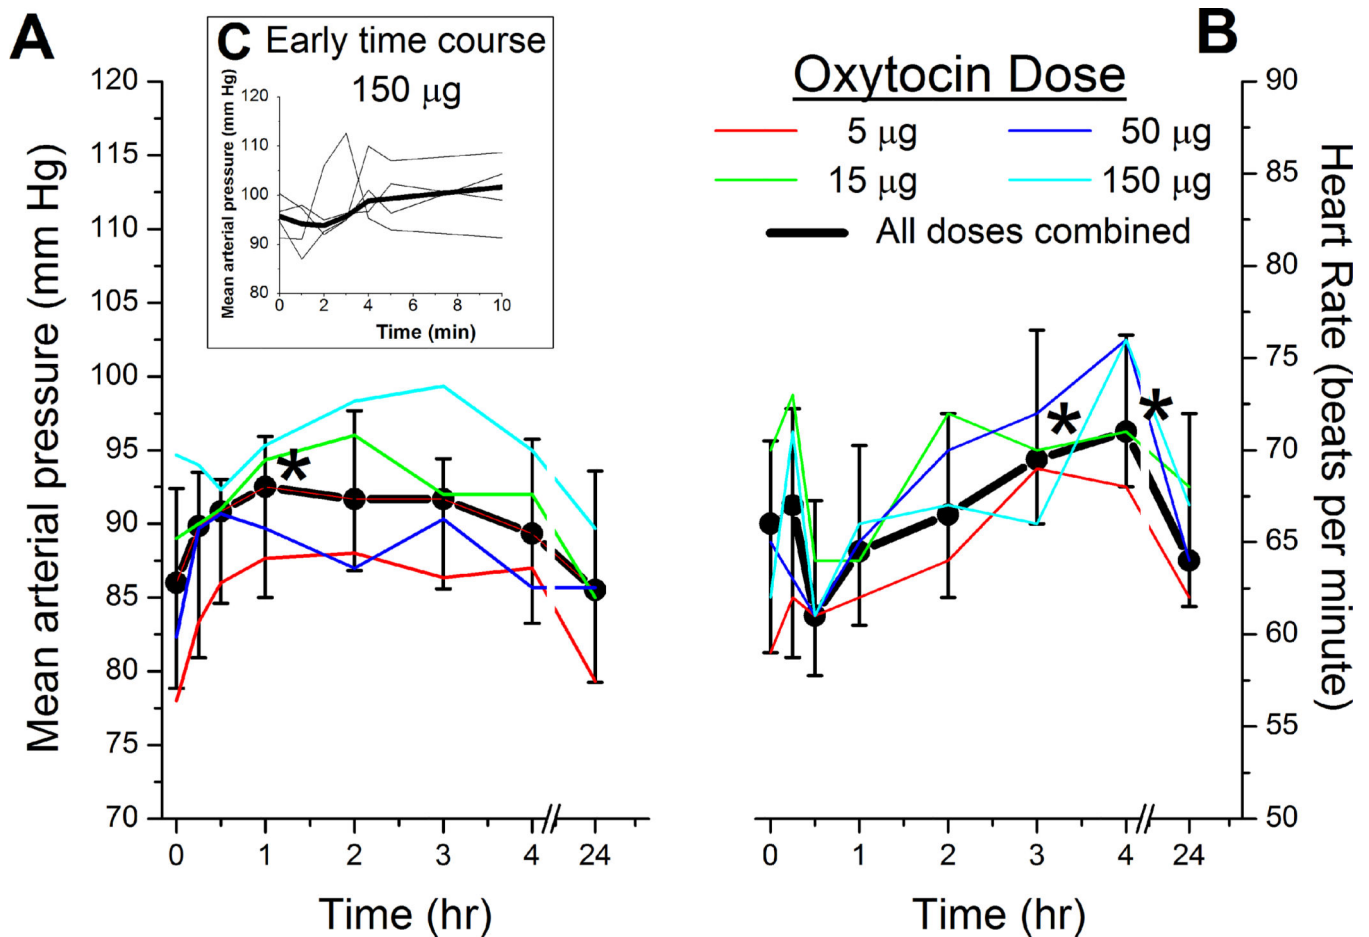 A
C Early time course
150 μg
Mean arterial pressure (mm Hg)
120
110
100
90
80
0 2 4 6 8 10
Time (min)
Mean arterial pressure (mm Hg)
120
115
110
105
100
95
90
85
80
75
70
*
0 1 2 3 4 24
Time (hr)
B
Oxytocin Dose
5 μg 50 μg
15 μg 150 μg
All doses combined
* *
90
85
80
75
70
65
60
55
50
Heart Rate (beats per minute)
0 1 2 3 4 24
Time (hr)